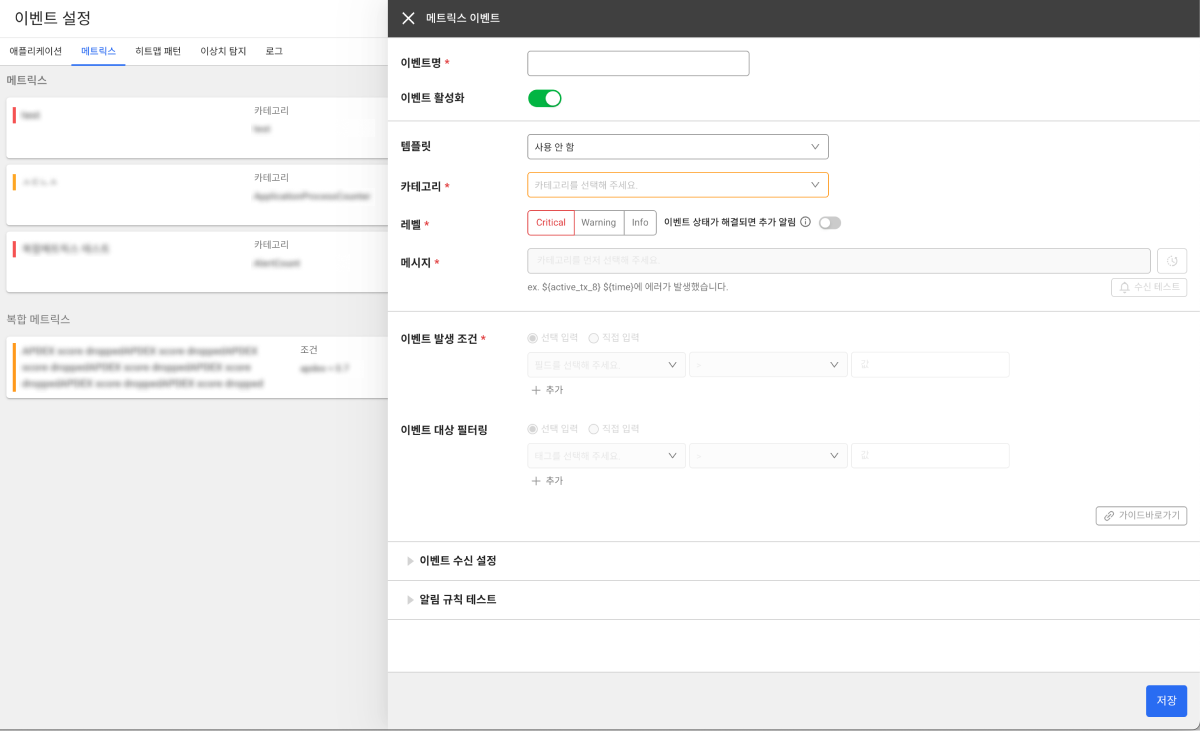 이벤트 설정
애플리케이션 메트릭스 히트맵 패턴 이상치 탐지 로그
메트릭스
카테고리
카테고리
카테고리
복합 메트릭스
조건
메트릭스 이벤트
이벤트명 *
이벤트 활성화
템플릿 사용 안 함
카테고리 * 카테고리를 선택해 주세요.
레벨 * Critical Warning Info 이벤트 상태가 해결되면 추가 알림
메시지 * 카테고리를 먼저 선택해 주세요.
ex. ${active_tx_8} ${time}에 에러가 발생했습니다. 수신 테스트
이벤트 발생 조건 * 선택 입력 직접 입력
필드를 선택해 주세요. > 값
+ 추가
이벤트 대상 필터링 선택 입력 직접 입력
태그를 선택해 주세요. > 값
+ 추가
가이드바로가기
이벤트 수신 설정
알림 규칙 테스트
저장